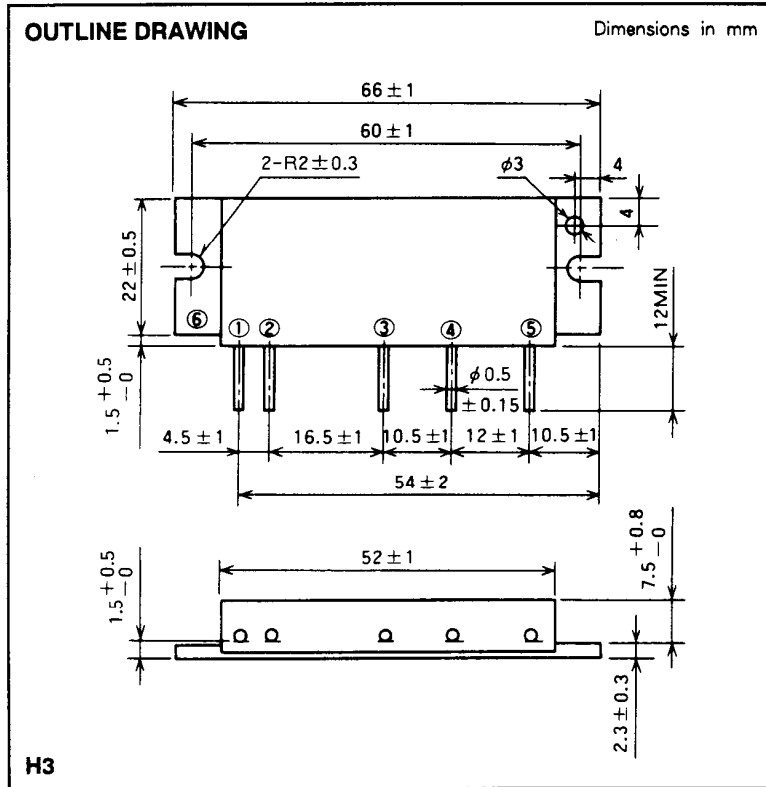 OUTLINE DRAWING
Dimensions in mm
66±1
60±1
2-R2±0.3
φ3
4
4
22±0.5
12MIN
⑥
①
②
③
④
⑤
φ0.5
±0.15
1.5 +0.5 -0
4.5±1
16.5±1
10.5±1
12±1
10.5±1
54±2
52±1
1.5 +0.5 -0
7.5 +0.8 -0
2.3±0.3
H3